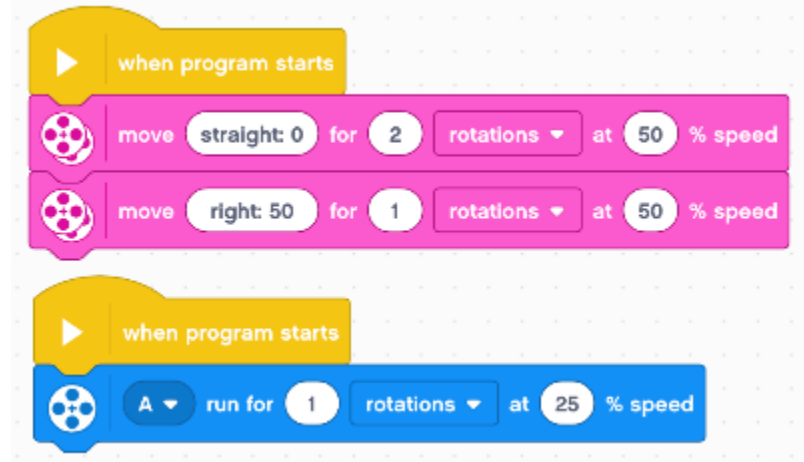 when program starts
move straight: 0 for 2 rotations at 50 % speed
move right: 50 for 1 rotations at 50 % speed
when program starts
A run for 1 rotations at 25 % speed